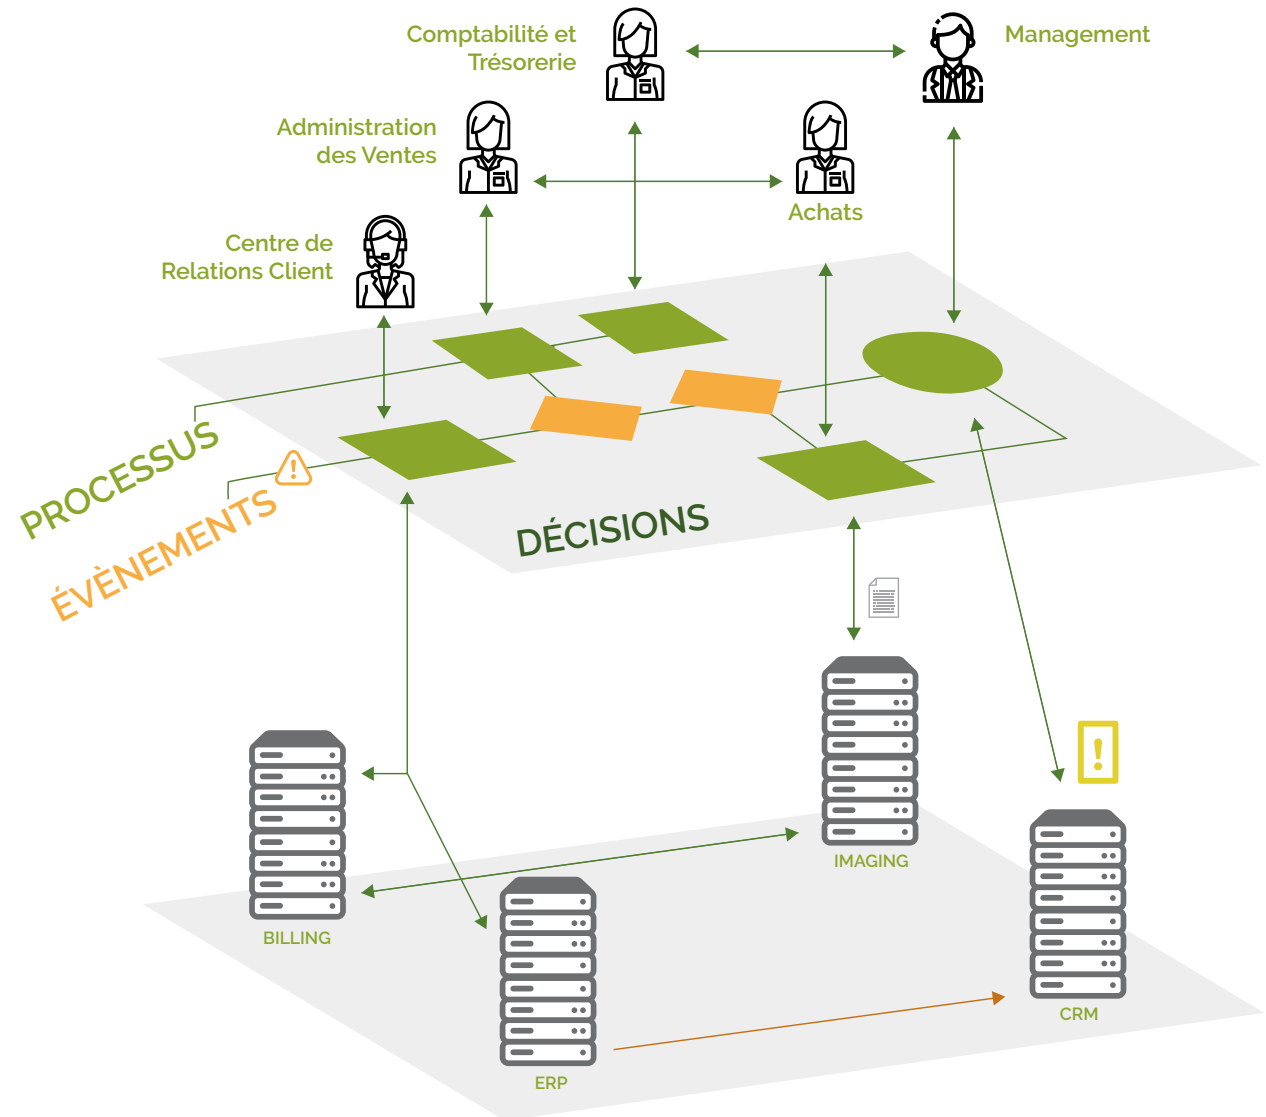 Comptabilité et
Trésorerie
Management
Administration
des Ventes
Achats
Centre de
Relations Client
PROCESSUS
ÉVÈNEMENTS
DÉCISIONS
IMAGING
BILLING
CRM
ERP